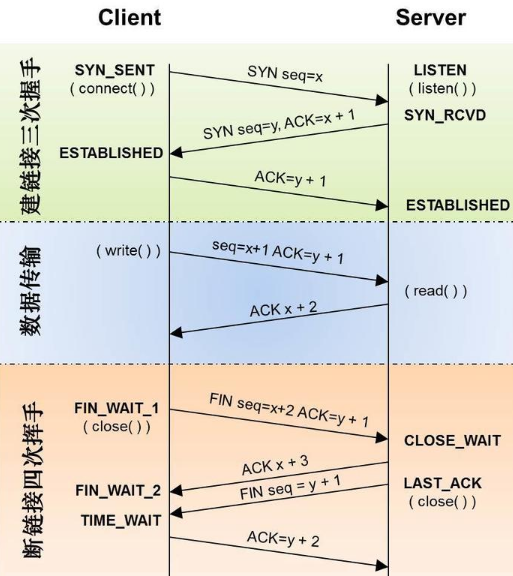 Client
Server
建链接三次握手
SYN_SENT
( connect( ) )
SYN seq=x
LISTEN
( listen( ) )
SYN_RCVD
SYN seq=y, ACK=x + 1
ESTABLISHED
ACK=y + 1
ESTABLISHED
数据传输
( write( ) )
seq=x+1 ACK=y + 1
( read( ) )
ACK x + 2
断链接四次挥手
FIN_WAIT_1
( close( ) )
FIN seq=x+2 ACK=y + 1
CLOSE_WAIT
ACK x + 3
FIN_WAIT_2
FIN seq = y + 1
LAST_ACK
( close( ) )
TIME_WAIT
ACK=y + 2